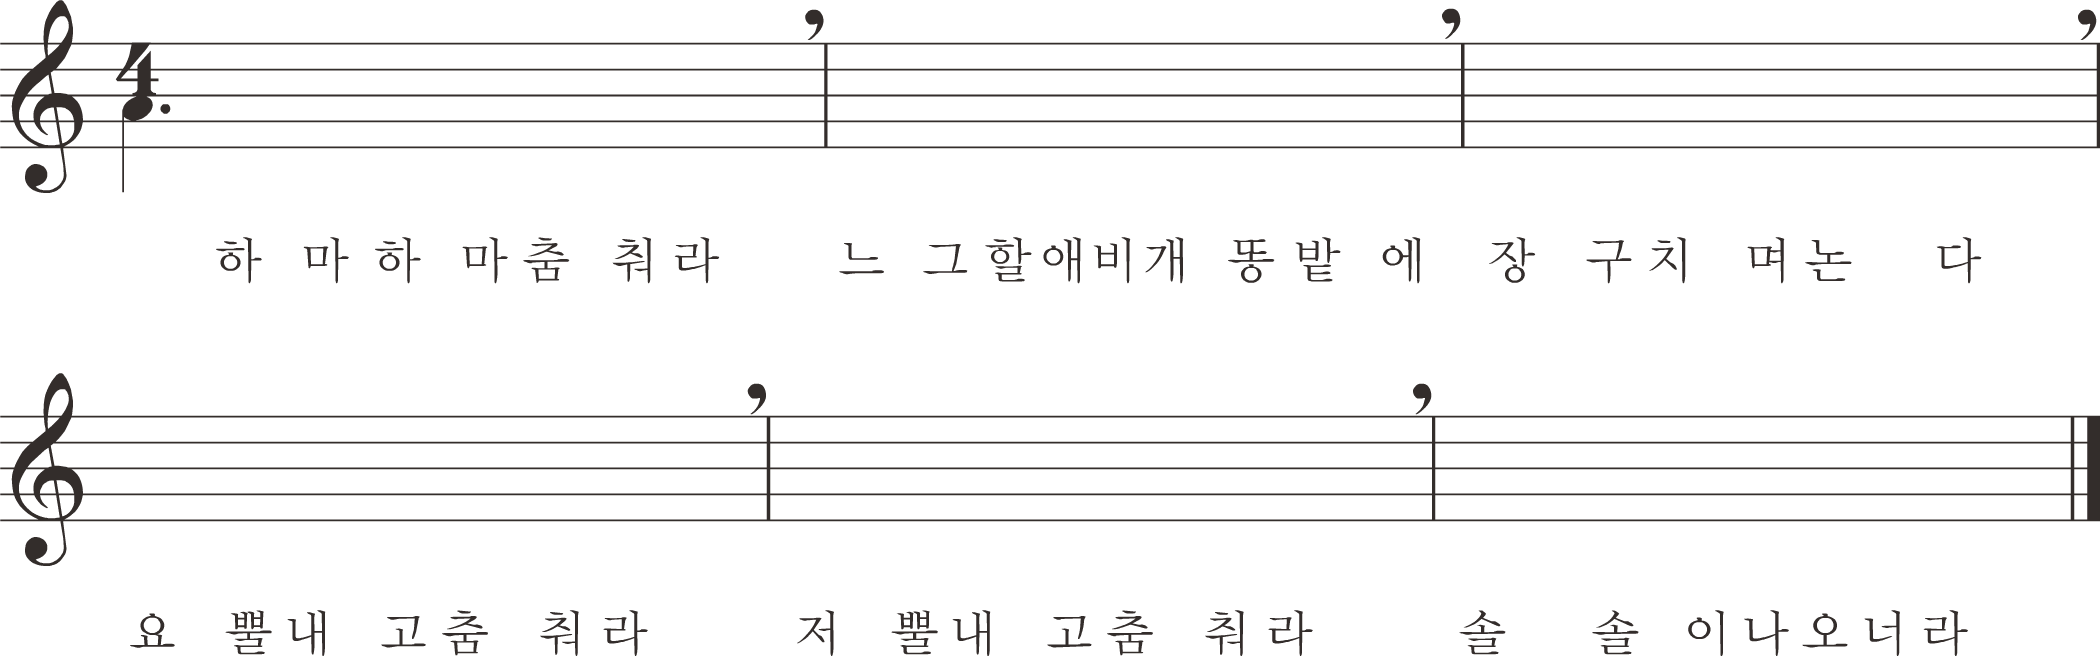 4
하 마 하 마 춤 춰 라 느 그 할 애 비 개 똥 밭 에 장 구 치 며 논 다
요 뿔 내 고 춤 춰 라 저 뿔 내 고 춤 춰 라 솔 솔 이 나 오 너 라